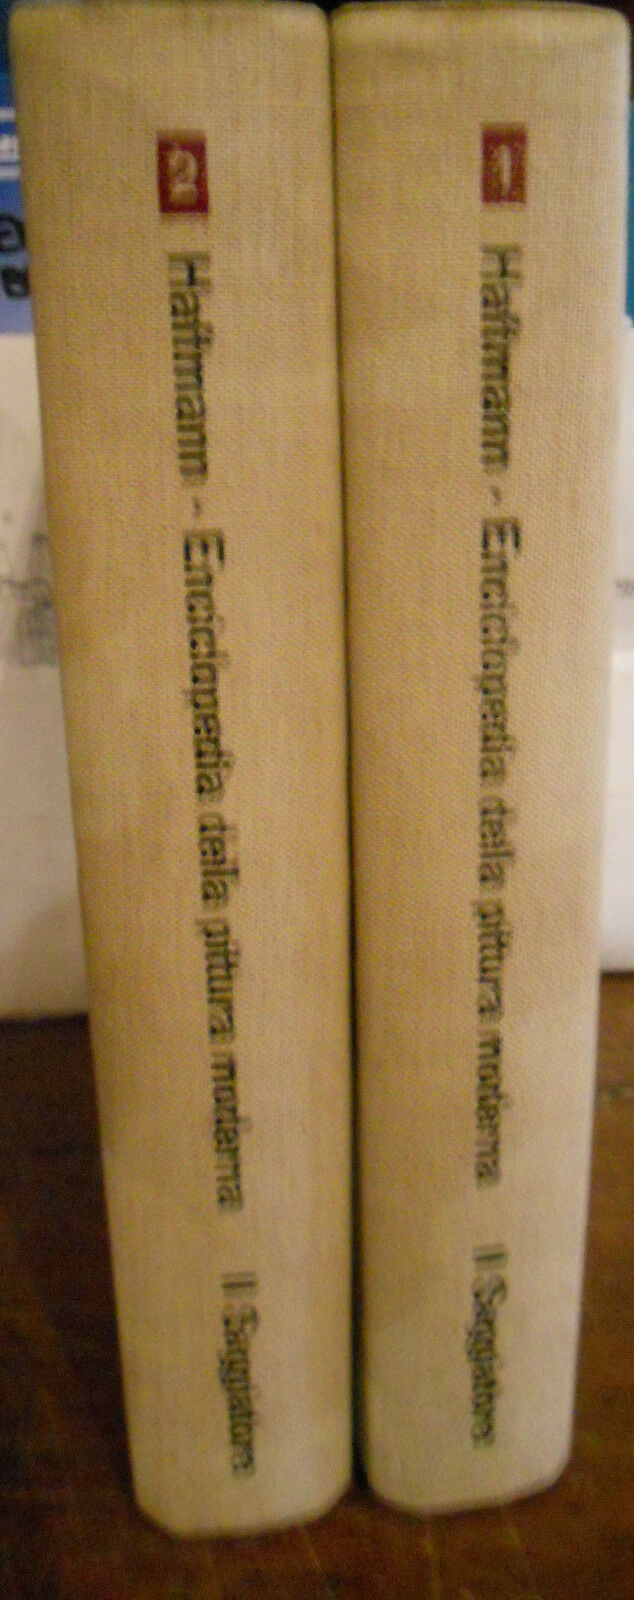 2 Haftmann - Enciclopedia della pittura moderna Il Saggiatore
1 Haftmann - Enciclopedia della pittura moderna Il Saggiatore